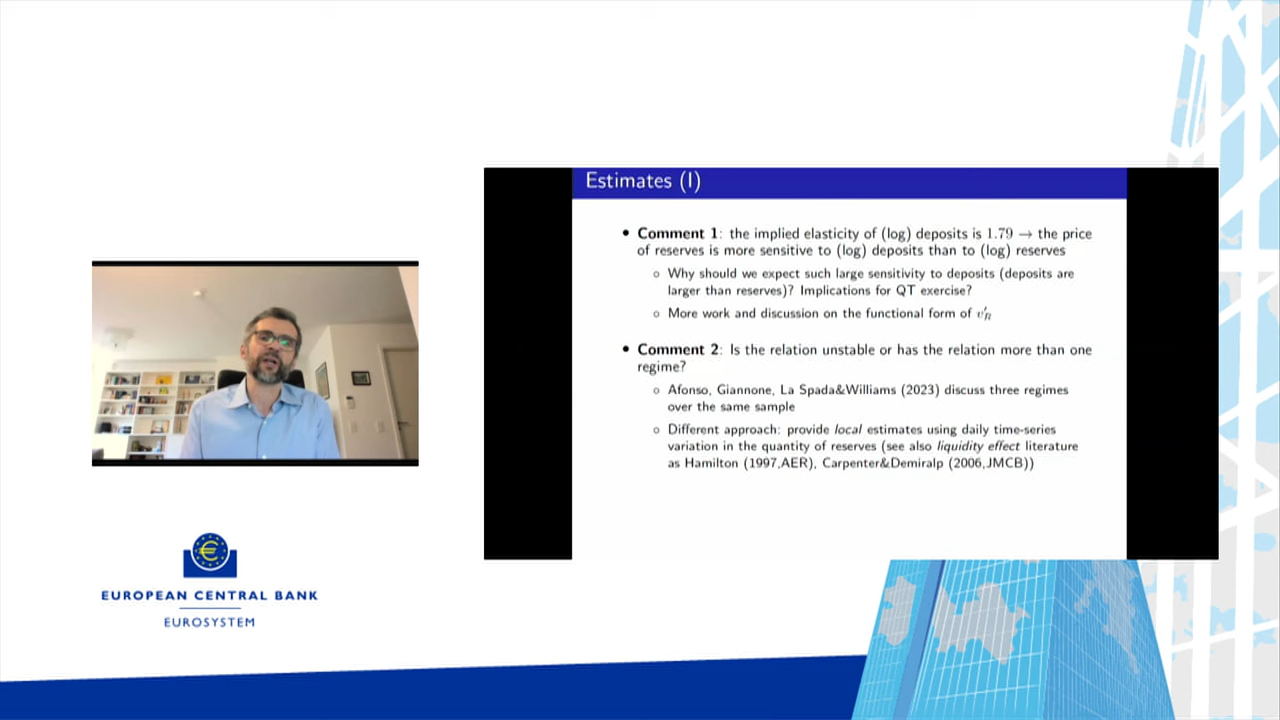 Estimates (I)
• Comment 1: the implied elasticity of (log) deposits is 1.79 → the price
of reserves is more sensitive to (log) deposits than to (log) reserves
◦ Why should we expect such large sensitivity to deposits (deposits are
larger than reserves)? Implications for QT exercise?
◦ More work and discussion on the functional form of v′R
• Comment 2: Is the relation unstable or has the relation more than one
regime?
◦ Afonso, Giannone, La Spada&Williams (2023) discuss three regimes
over the same sample
◦ Different approach: provide local estimates using daily time-series
variation in the quantity of reserves (see also liquidity effect literature
as Hamilton (1997,AER), Carpenter&Demiralp (2006,JMCB))
EUROPEAN CENTRAL BANK
EUROSYSTEM